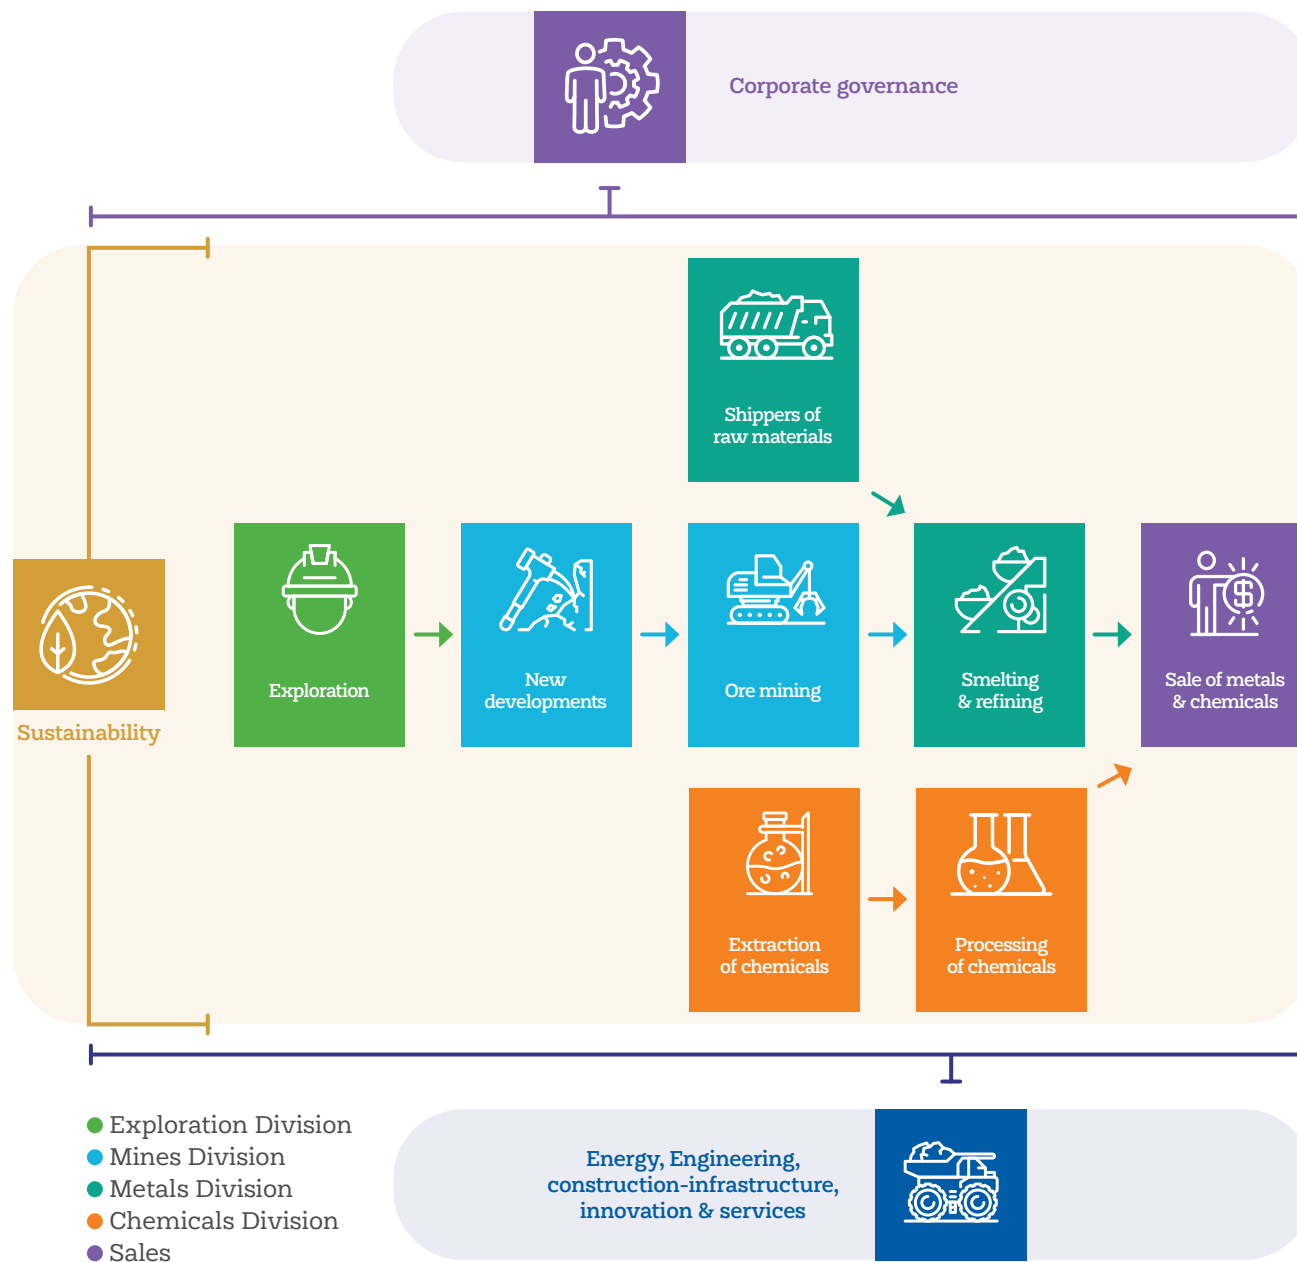 Corporate governance
Shippers of
raw materials
Sustainability
Exploration
New
developments
Ore mining
Smelting
& refining
Sale of metals
& chemicals
$
Extraction
of chemicals
Processing
of chemicals
Exploration Division
Mines Division
Metals Division
Chemicals Division
Sales
Energy, Engineering,
construction-infrastructure,
innovation & services